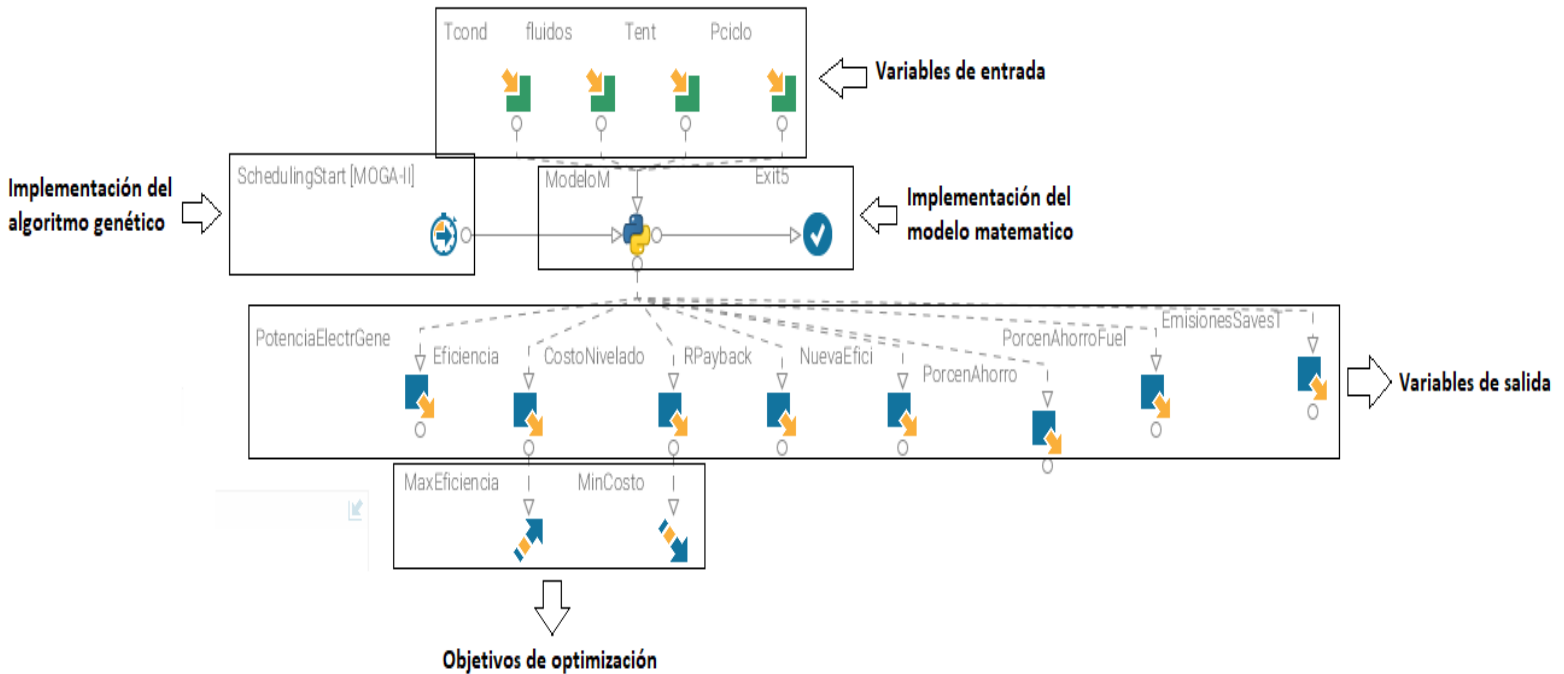 Tcond fluidos Tent Pciclo
Variables de entrada
SchedulingStart [MOGA-II]
Implementación del
algoritmo genético
ModeloM Exit5
Implementación del
modelo matematico
PotenciaElectrGene
Eficiencia
CostoNivelado
RPayback
NuevaEfici
PorcenAhorro
PorcenAhorroFuel
EmisionesSavesT
Variables de salida
MaxEficiencia MinCosto
Objetivos de optimización